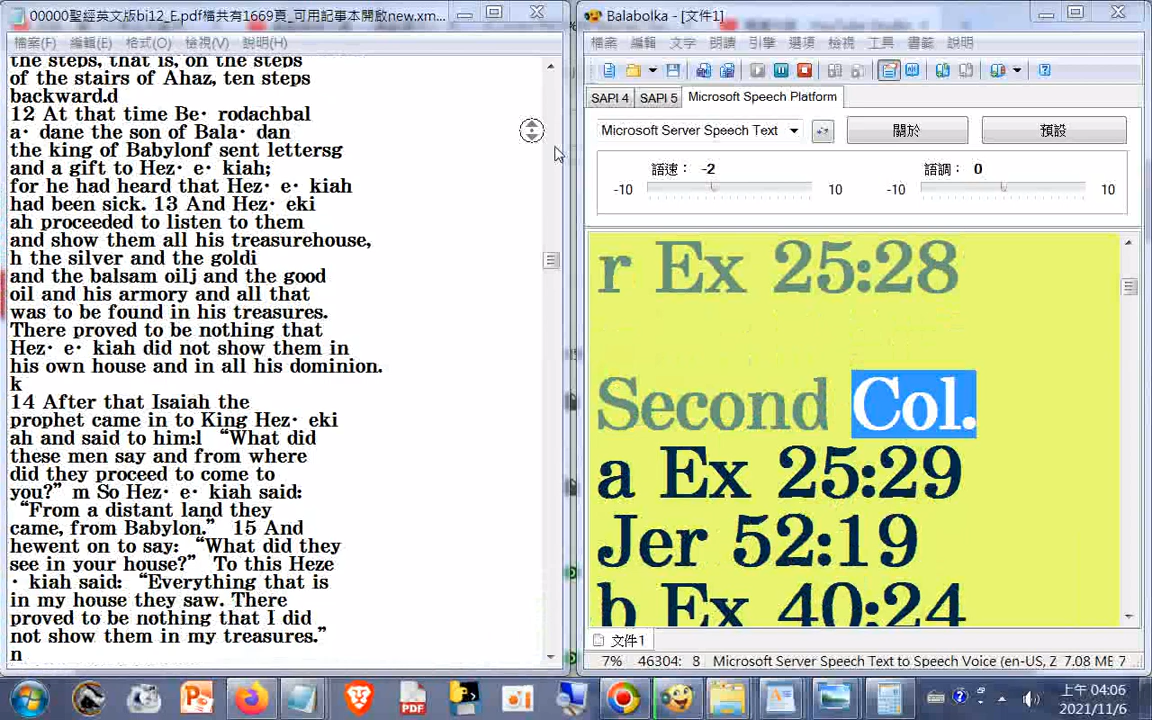 00000聖經英文版bi12_E.pdf檔共有1669頁_可用記事本開啟new.xm...
檔案(F) 編輯(E) 格式(O) 檢視(V) 說明(H)
the steps, that is, on the steps
of the stairs of Ahaz, ten steps
backward.d
12 At that time Be· rodachbal
a· dane the son of Bala· dan
the king of Babylonf sent lettersg
and a gift to Hez· e· kiah;
for he had heard that Hez· e· kiah
had been sick. 13 And Hez· eki
ah proceeded to listen to them
and show them all his treasurehouse,
h the silver and the goldi
and the balsam oilj and the good
oil and his armory and all that
was to be found in his treasures.
There proved to be nothing that
Hez· e· kiah did not show them in
his own house and in all his dominion.
k
14 After that Isaiah the
prophet came in to King Hez· eki
ah and said to him:l “What did
these men say and from where
did they proceed to come to
you?” m So Hez· e· kiah said:
“From a distant land they
came, from Babylon.” 15 And
hewent on to say: “What did they
see in your house?” To this Heze
· kiah said: “Everything that is
in my house they saw. There
proved to be nothing that I did
not show them in my treasures.”
n
Balabolka - [文件1]
檔案 編輯 文字 朗讀 引擎 選項 檢視 工具 書籤 說明
SAPI 4 SAPI 5 Microsoft Speech Platform
Microsoft Server Speech Text 關於 預設
語速: -2 語調: 0
-10 10 -10 10
r Ex 25:28
Second Col.
a Ex 25:29
Jer 52:19
b Ex 40:24
文件1
7% 46304: 8 Microsoft Server Speech Text to Speech Voice (en-US, Z 7.08 MB 7
上午 04:06
2021/11/6